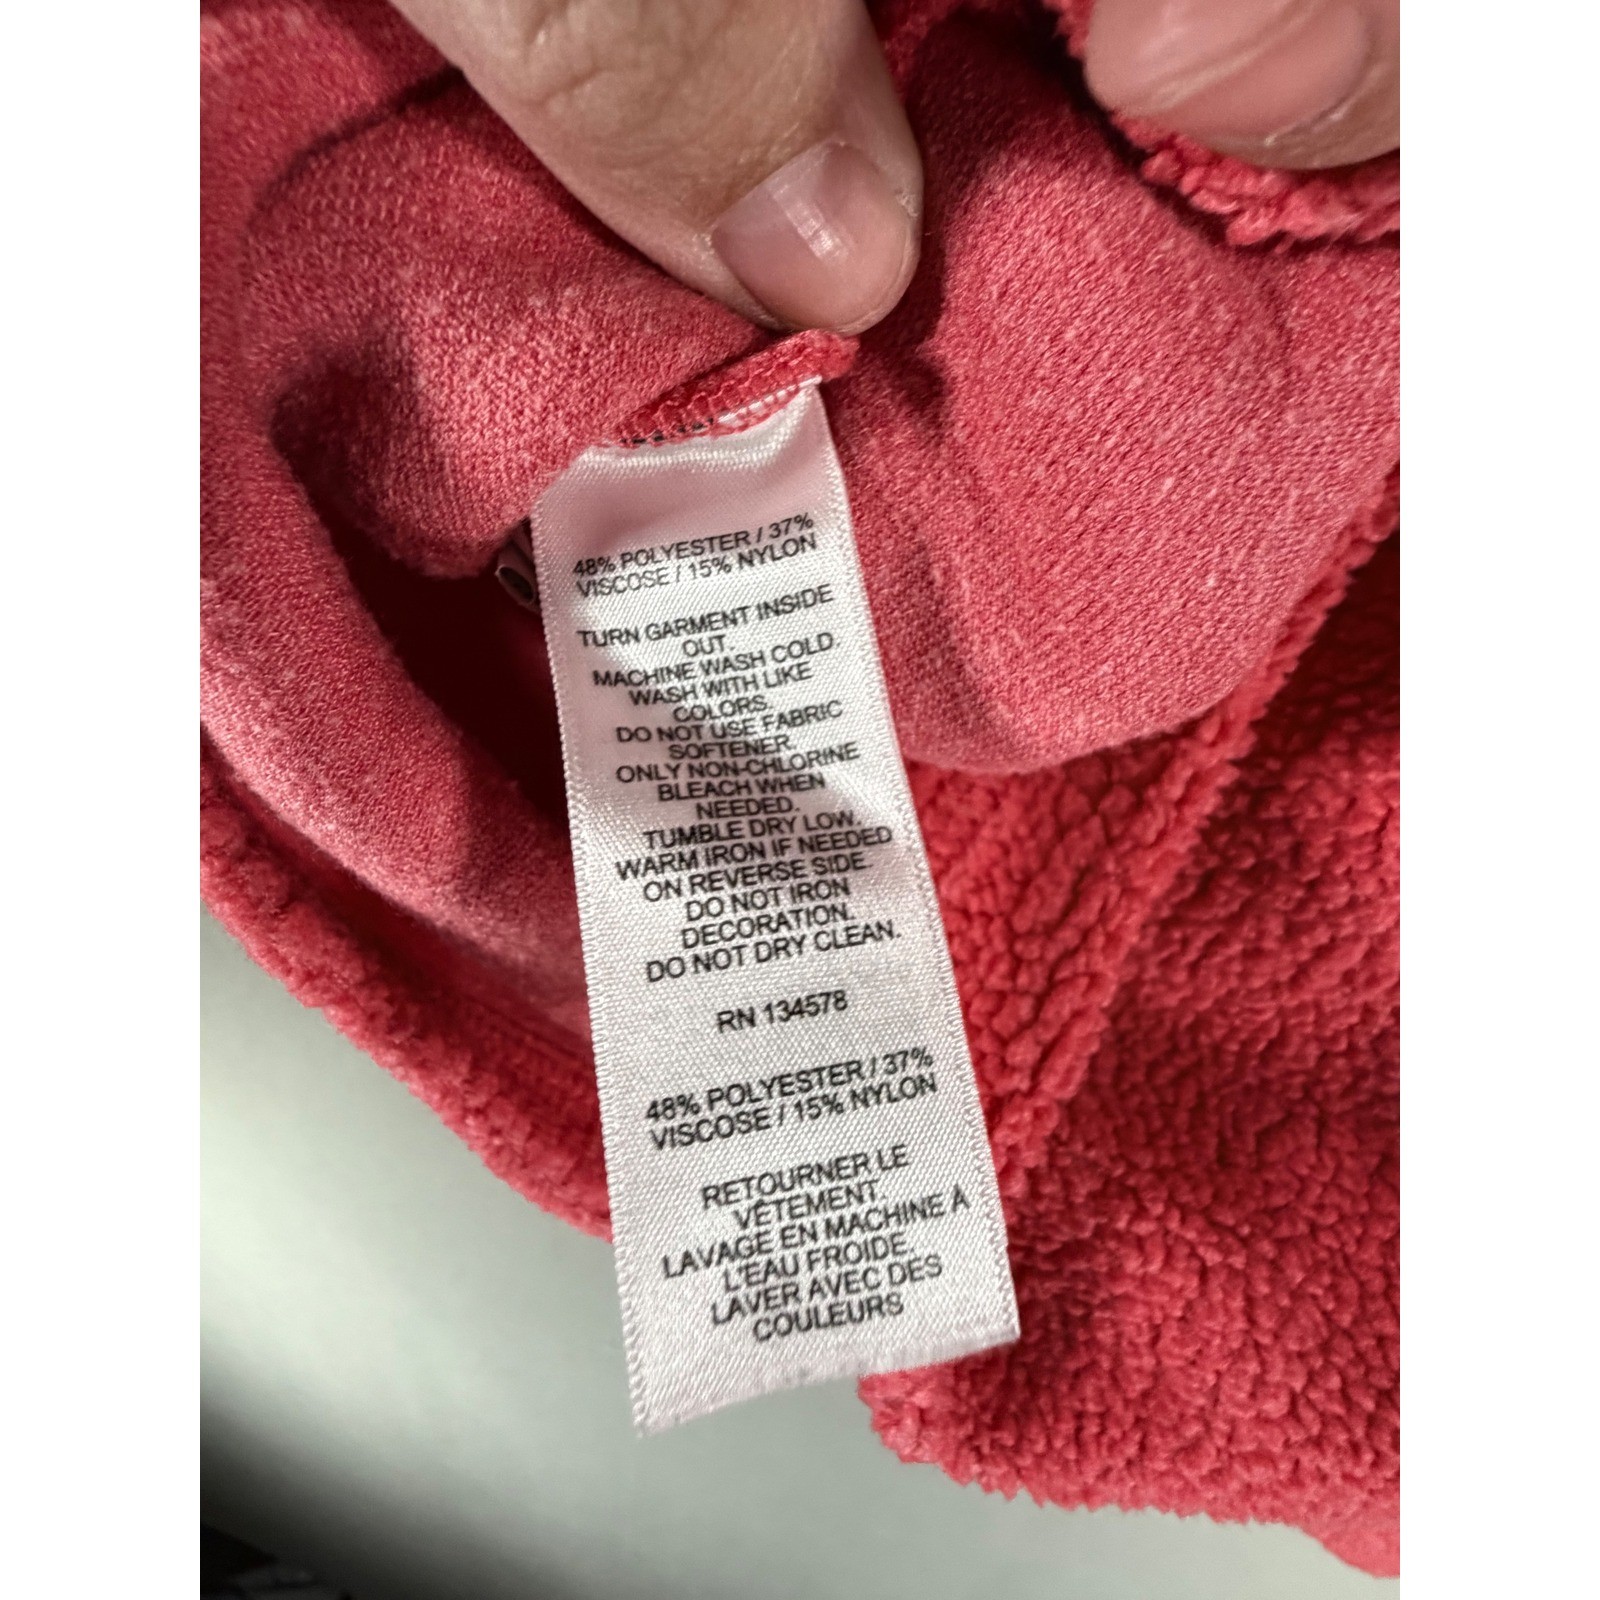 48% POLYESTER / 37%
VISCOSE / 15% NYLON
TURN GARMENT INSIDE
OUT.
MACHINE WASH COLD.
WASH WITH LIKE
COLORS.
DO NOT USE FABRIC
SOFTENER.
ONLY NON-CHLORINE
BLEACH WHEN
NEEDED.
TUMBLE DRY LOW.
WARM IRON IF NEEDED
ON REVERSE SIDE.
DO NOT IRON
DECORATION.
DO NOT DRY CLEAN.
RN 134578
48% POLYESTER / 37%
VISCOSE / 15% NYLON
RETOURNER LE
VÊTEMENT.
LAVAGE EN MACHINE À
L'EAU FROIDE.
LAVER AVEC DES
COULEURS